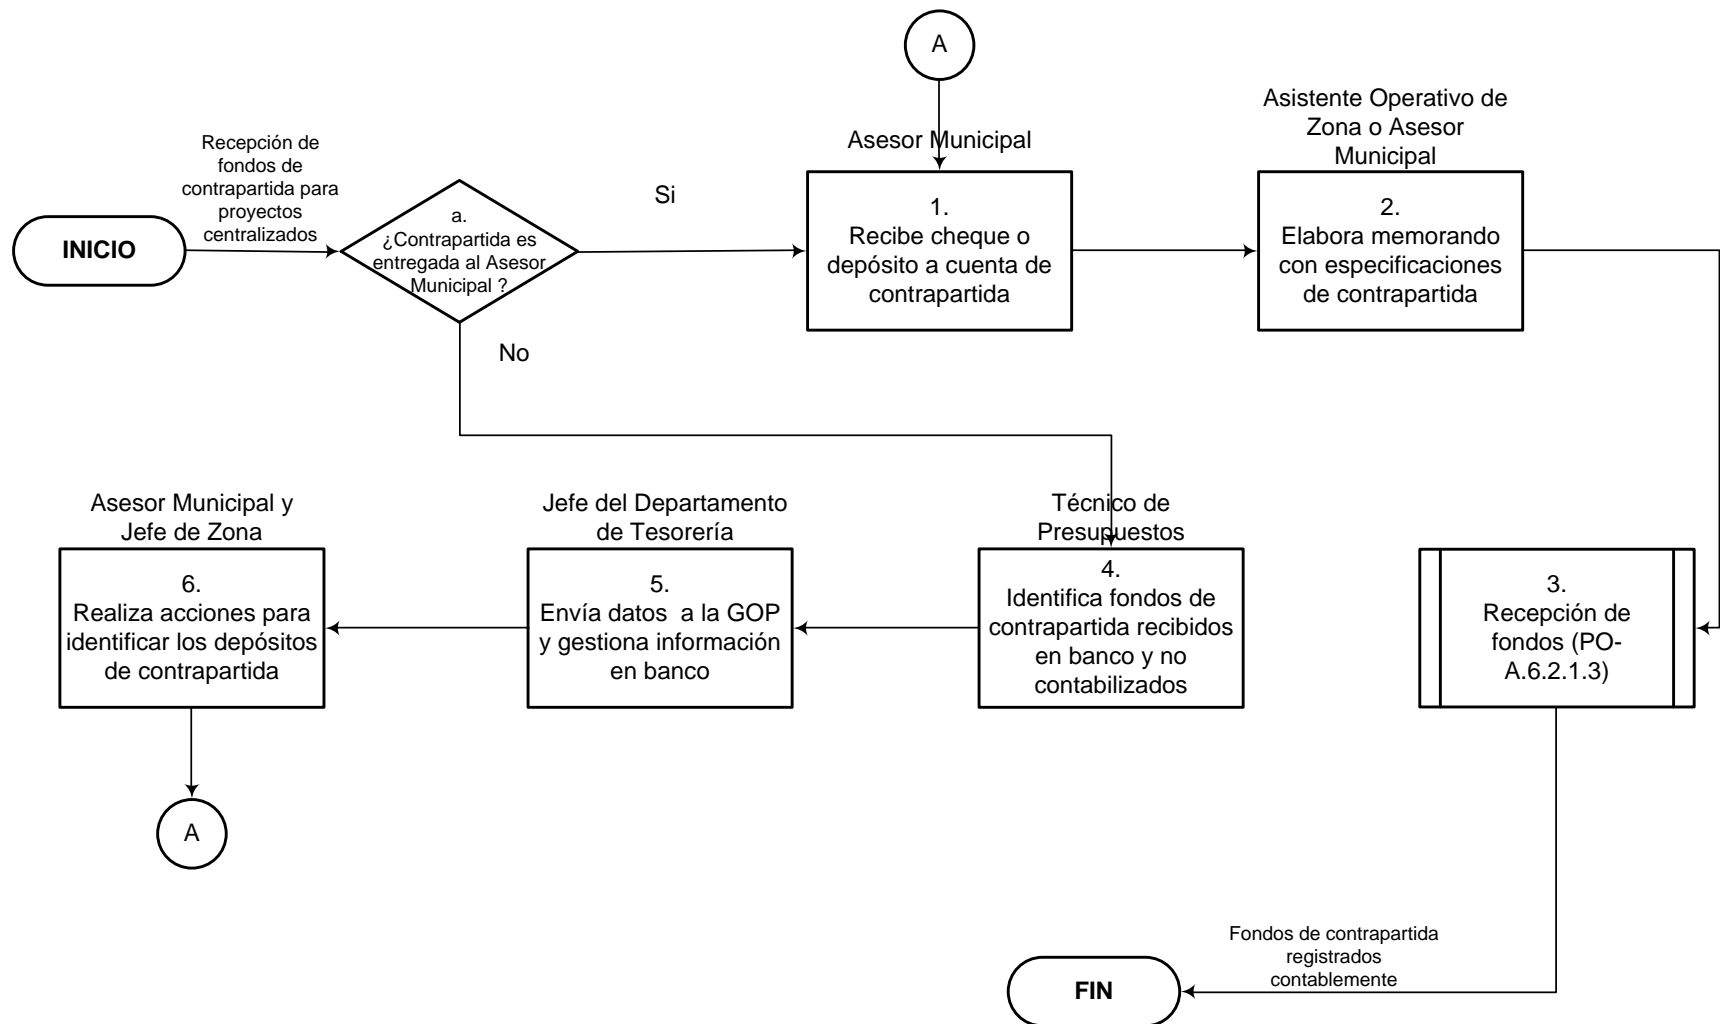 A
Asistente Operativo de
Zona o Asesor
Municipal
Asesor Municipal
Recepción de
fondos de
contrapartida para
proyectos
centralizados
INICIO
a.
¿Contrapartida es
entregada al Asesor
Municipal ?
Si
No
1.
Recibe cheque o
depósito a cuenta de
contrapartida
2.
Elabora memorando
con especificaciones
de contrapartida
Asesor Municipal y
Jefe de Zona
Jefe del Departamento
de Tesorería
Técnico de
Presupuestos
6.
Realiza acciones para
identificar los depósitos
de contrapartida
5.
Envía datos  a la GOP
y gestiona información
en banco
4.
Identifica fondos de
contrapartida recibidos
en banco y no
contabilizados
3.
Recepción de
fondos (PO-
A.6.2.1.3)
A
Fondos de contrapartida
registrados
contablemente
FIN